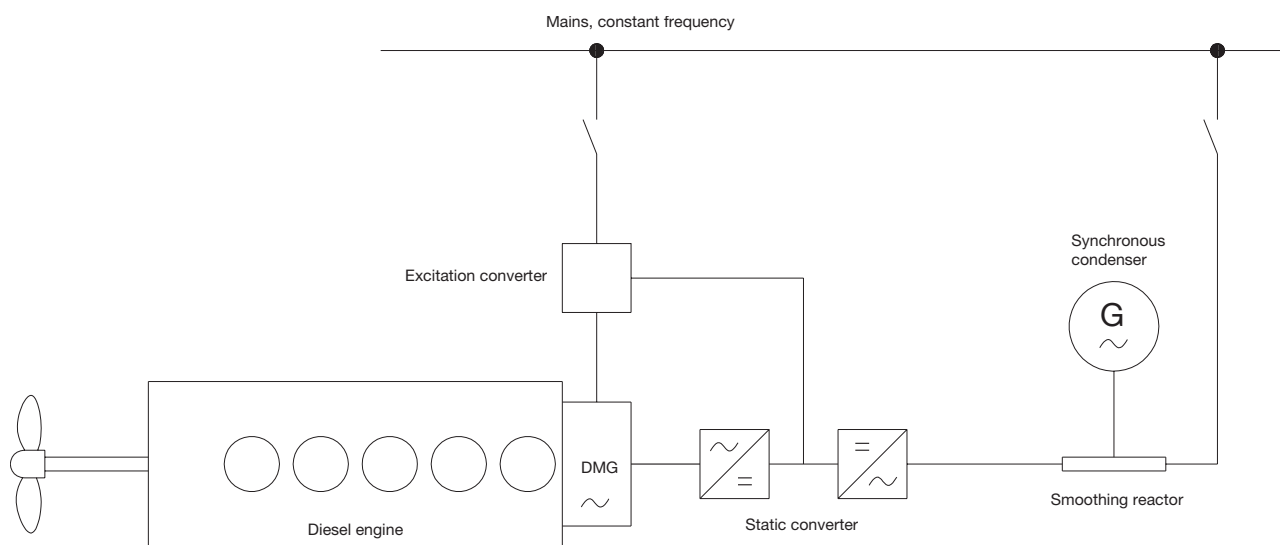 Mains, constant frequency
Synchronous
condenser
Excitation converter
G
DMG
Static converter
Smoothing reactor
Diesel engine